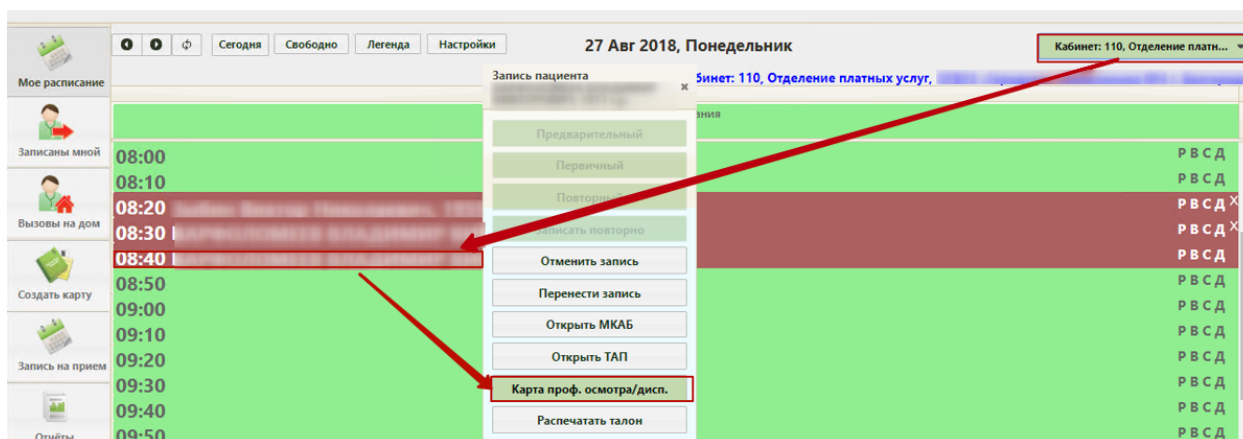 Сегодня
Свободно
Легенда
Настройки
27 Авг 2018, Понедельник
Кабинет: 110, Отделение платн...
Мое расписание
Записаны мной
Вызовы на дом
Создать карту
Запись на прием
Отчёты
Запись пациента
×
бинет: 110, Отделение платных услуг,
ания
Предварительный
Первичный
Повторный
Записать повторно
Отменить запись
Перенести запись
Открыть МКАБ
Открыть ТАП
Карта проф. осмотра/дисп.
Распечатать талон
08:00 Р В С Д
08:10 Р В С Д
08:20 Р В С Д X
08:30 Р В С Д X
08:40 Р В С Д
08:50 Р В С Д
09:00 Р В С Д
09:10 Р В С Д
09:20 Р В С Д
09:30 Р В С Д
09:40 Р В С Д
09:50 Р В С Д